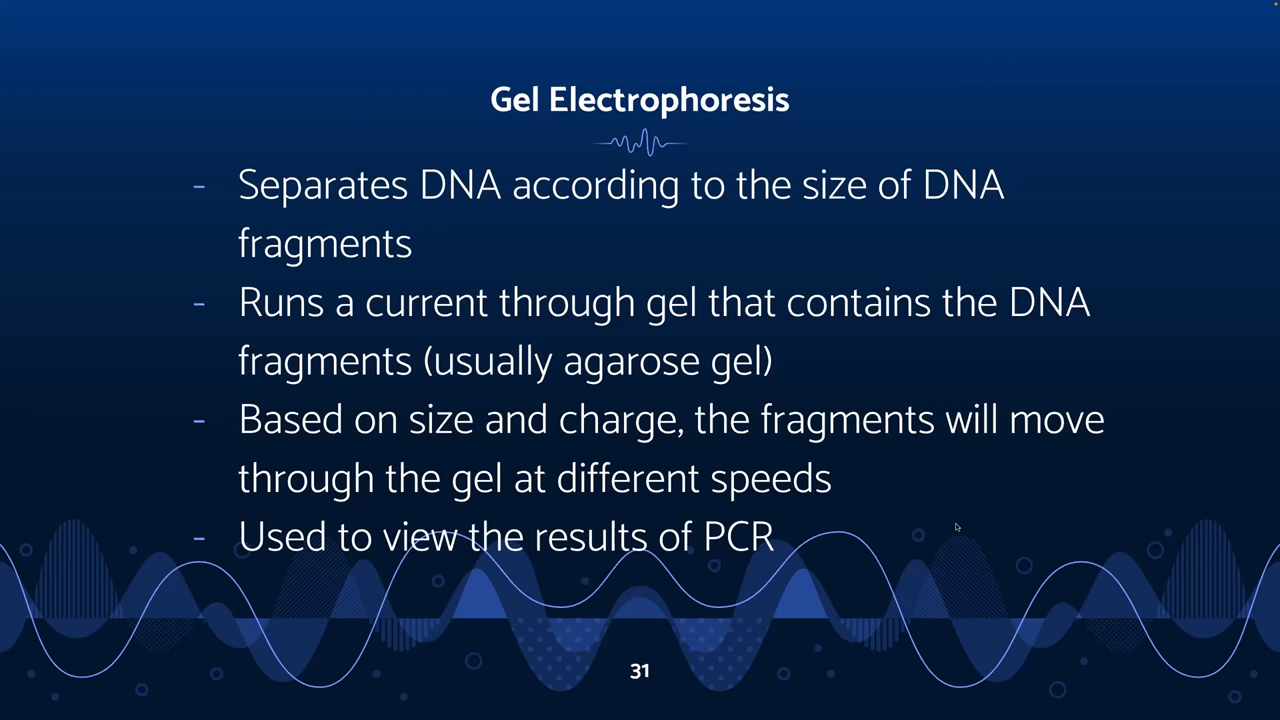 Gel Electrophoresis
- Separates DNA according to the size of DNA
fragments
- Runs a current through gel that contains the DNA
fragments (usually agarose gel)
- Based on size and charge, the fragments will move
through the gel at different speeds
- Used to view the results of PCR
31